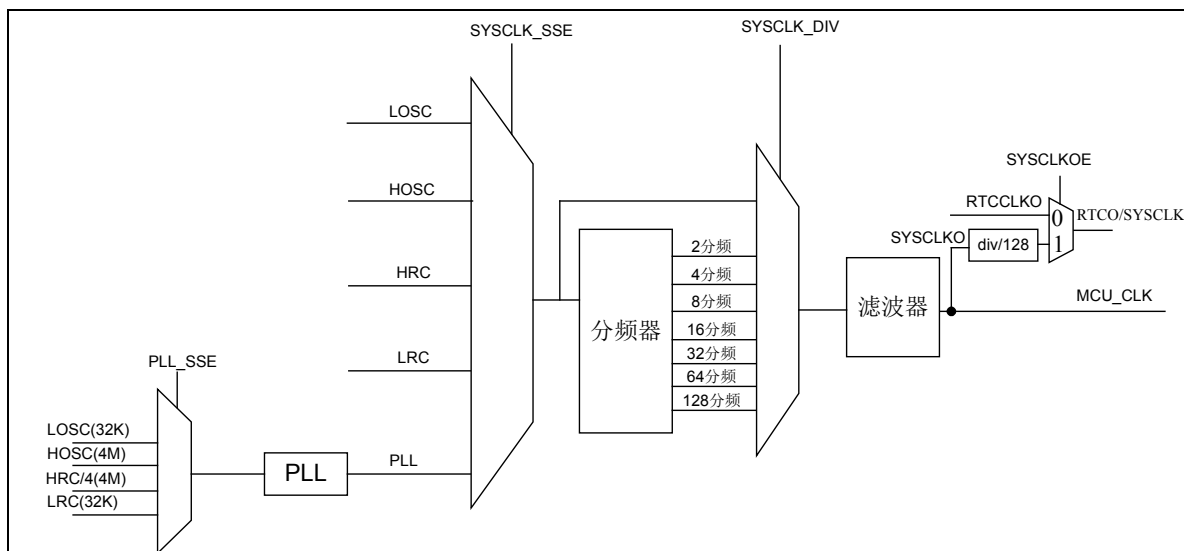 SYSCLK_SSE
SYSCLK_DIV
LOSC
HOSC
HRC
LRC
PLL
PLL_SSE
LOSC(32K)
HOSC(4M)
HRC/4(4M)
LRC(32K)
PLL
分频器
2分频
4分频
8分频
16分频
32分频
64分频
128分频
滤波器
SYSCLKOE
RTCCLKO
SYSCLKO
div/128
0
1
RTCO/SYSCLK
MCU_CLK